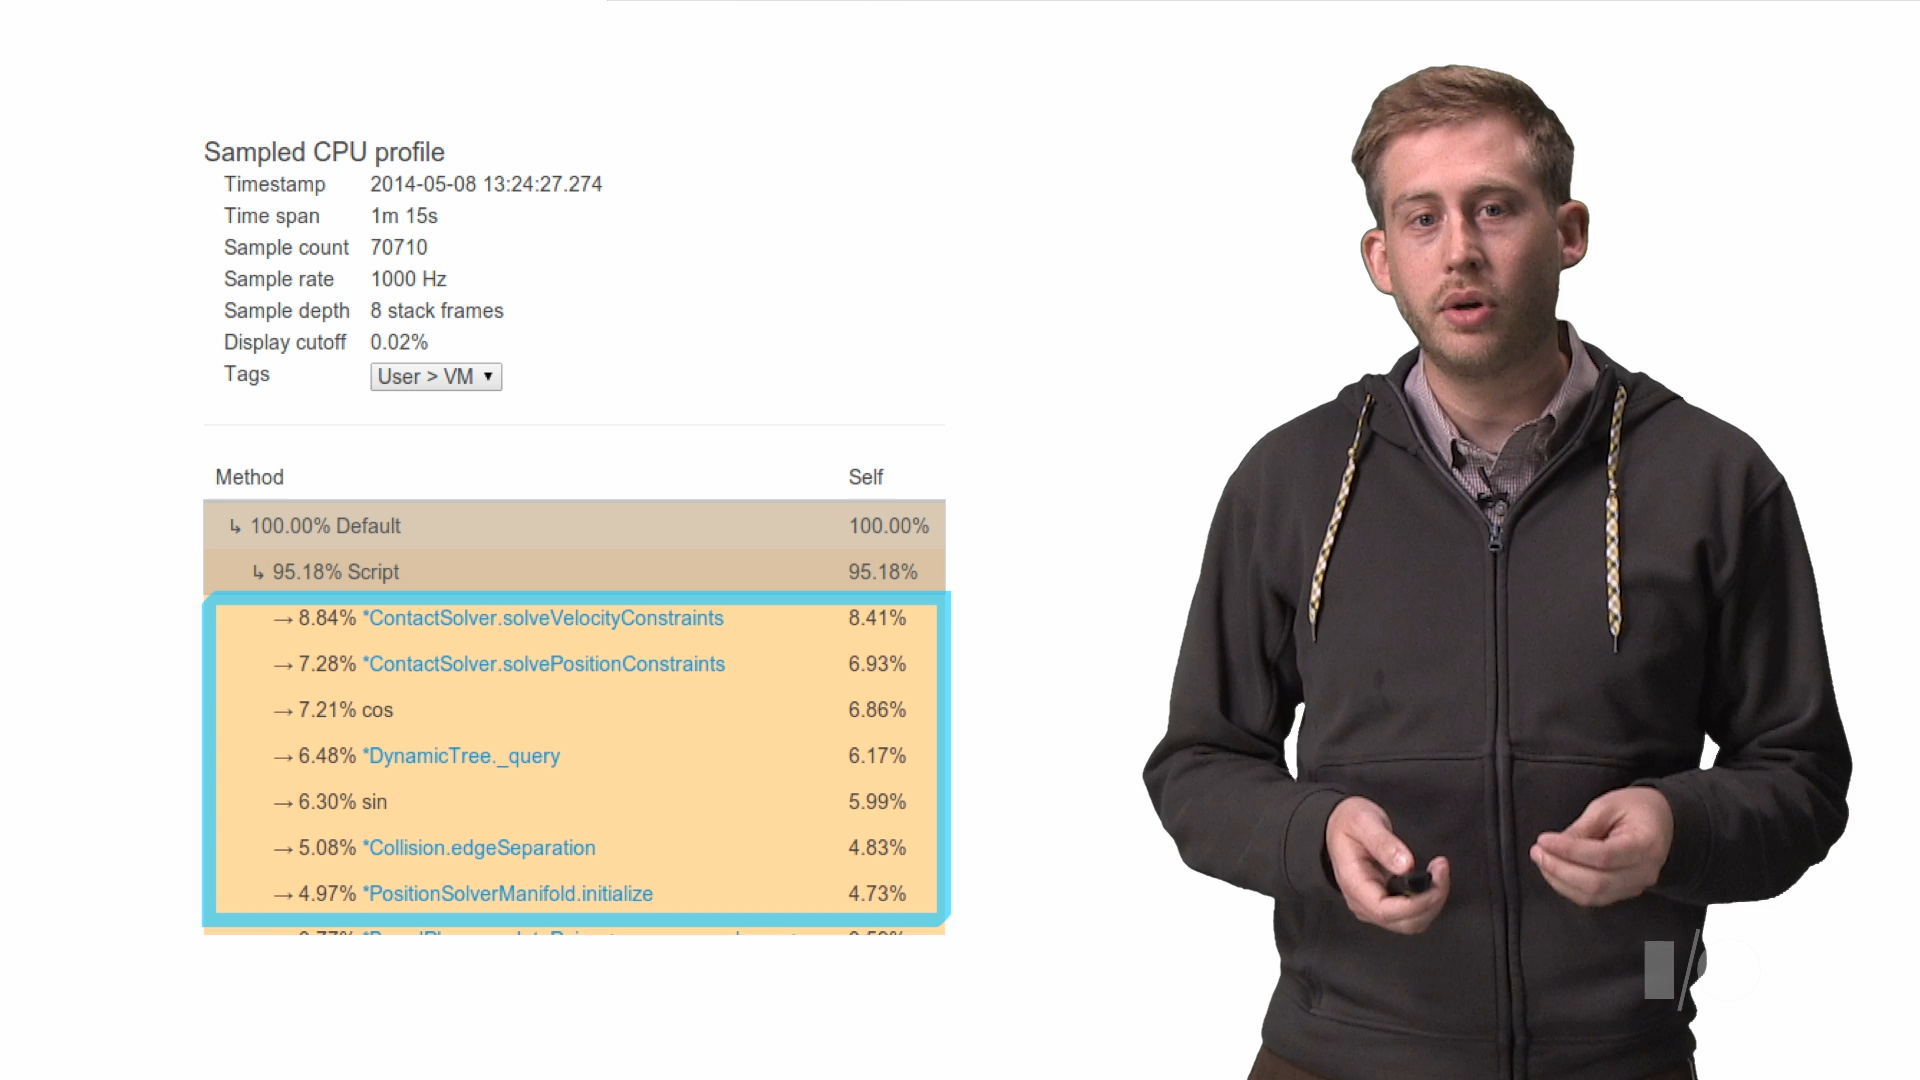 Sampled CPU profile
Timestamp 2014-05-08 13:24:27.274
Time span 1m 15s
Sample count 70710
Sample rate 1000 Hz
Sample depth 8 stack frames
Display cutoff 0.02%
Tags User > VM ▼
Method Self
↳ 100.00% Default 100.00%
↳ 95.18% Script 95.18%
→ 8.84% *ContactSolver.solveVelocityConstraints 8.41%
→ 7.28% *ContactSolver.solvePositionConstraints 6.93%
→ 7.21% cos 6.86%
→ 6.48% *DynamicTree._query 6.17%
→ 6.30% sin 5.99%
→ 5.08% *Collision.edgeSeparation 4.83%
→ 4.97% *PositionSolverManifold.initialize 4.73%